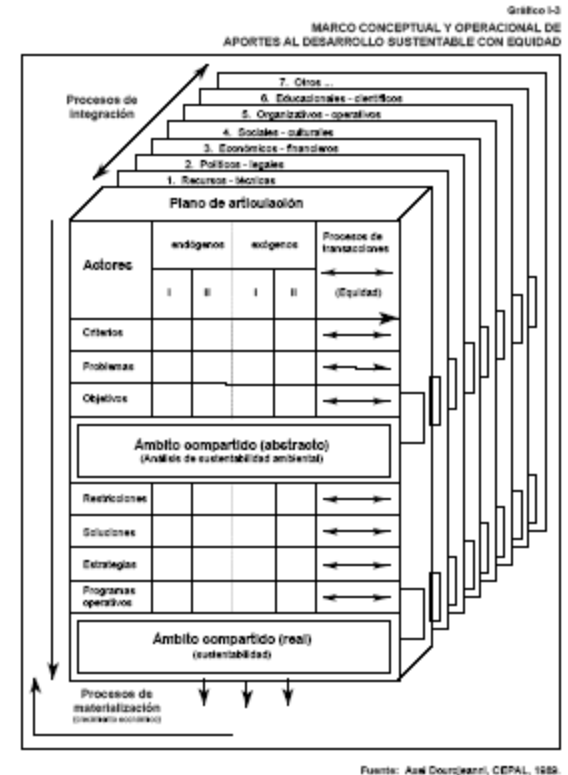 Gráfico I-3
MARCO CONCEPTUAL Y OPERACIONAL DE
APORTES AL DESARROLLO SUSTENTABLE CON EQUIDAD
Procesos de
integración
7. Otros ...
6. Educacionales - científicos
5. Organizativos - operativos
4. Sociales - culturales
3. Económicos - financieros
2. Políticos - legales
1. Recursos - técnicas
Plano de articulación
Actores
endógenos
exógenos
Procesos de
transacciones
I
II
I
II
(Equidad)
Criterios
Problemas
Objetivos
Ámbito compartido (abstracto)
(Análisis de sustentabilidad ambiental)
Restricciones
Soluciones
Estrategias
Programas
operativos
Ámbito compartido (real)
(sustentabilidad)
Procesos de
materialización
(crecimiento económico)
Fuente: Axel Dourojeanni, CEPAL, 1989.